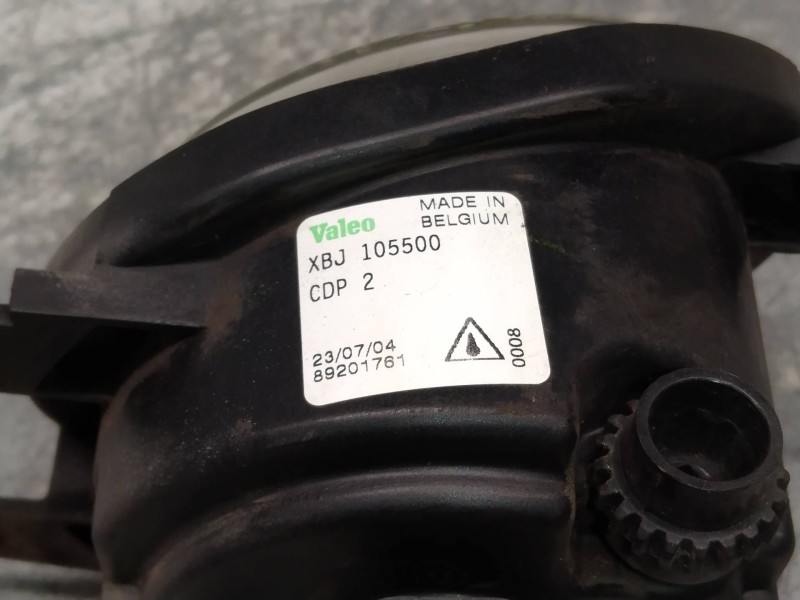 Valeo
MADE IN
BELGIUM
XBJ 105500
CDP 2
23/07/04
89201761
0008